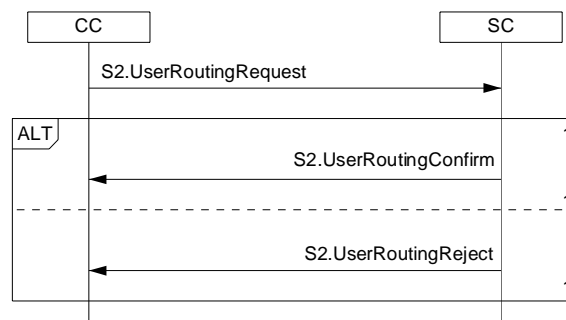 CC
SC
S2.UserRoutingRequest
ALT
S2.UserRoutingConfirm
S2.UserRoutingReject